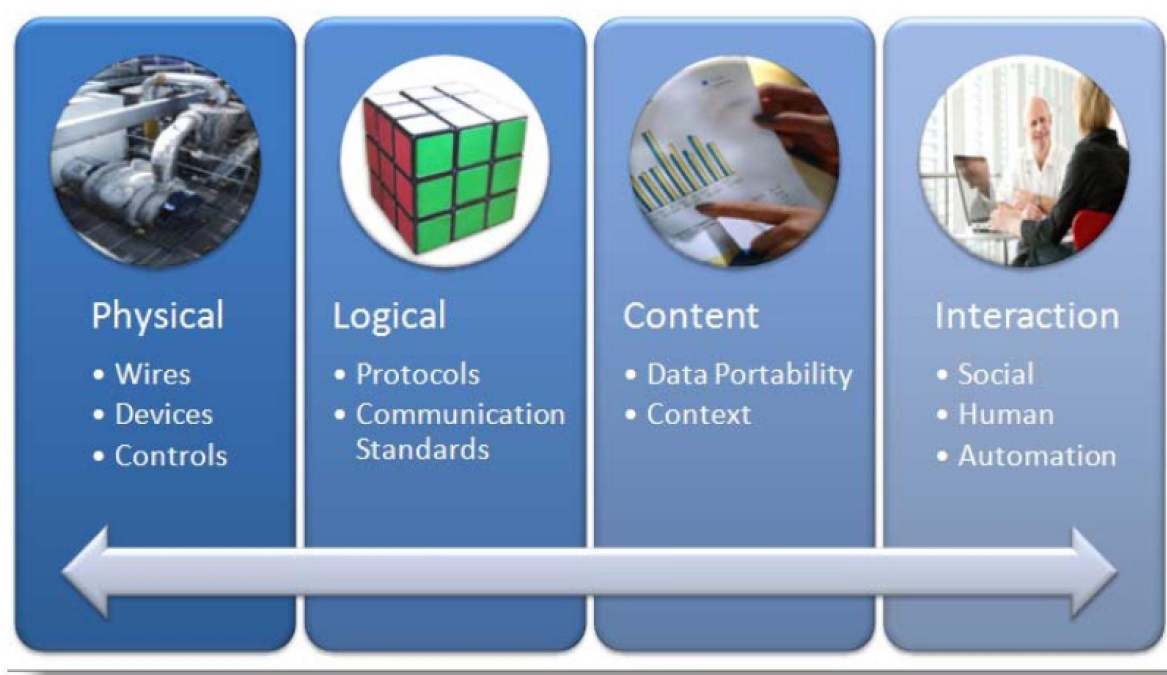 Physical
• Wires
• Devices
• Controls
Logical
• Protocols
• Communication
Standards
Content
• Data Portability
• Context
Interaction
• Social
• Human
• Automation